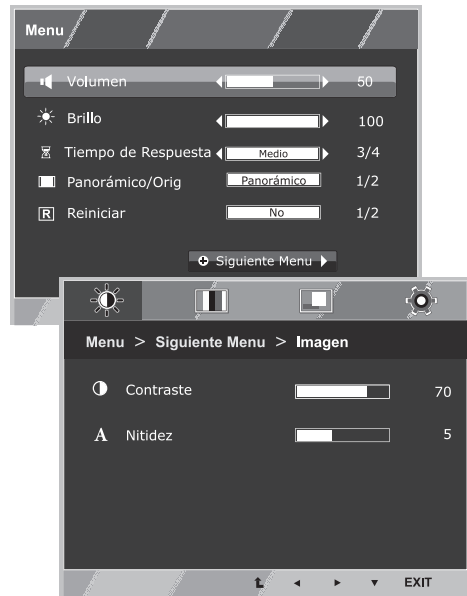 Menu
Volumen 50
Brillo 100
Tiempo de Respuesta Medio 3/4
Panorámico/Orig Panorámico 1/2
R Reiniciar No 1/2
Siguiente Menu
Menu > Siguiente Menu > Imagen
Contraste 70
A Nitidez 5
EXIT